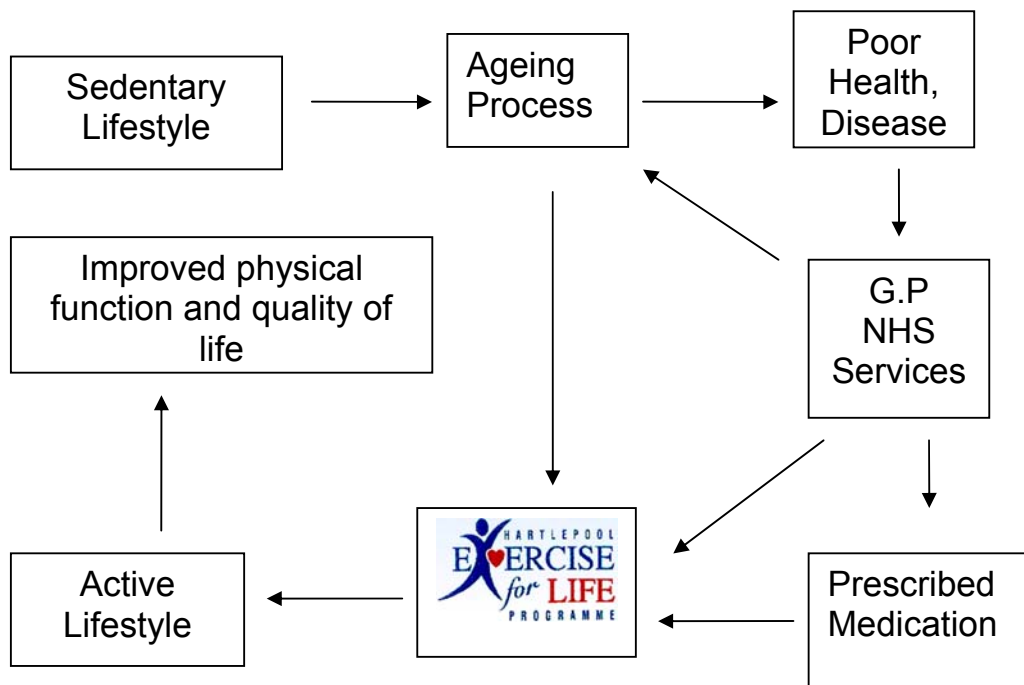 Sedentary
Lifestyle
Ageing
Process
Poor
Health,
Disease
Improved physical
function and quality of
life
G.P
NHS
Services
Active
Lifestyle
HARTLEPOOL
EXERCISE
for LIFE
PROGRAMME
Prescribed
Medication